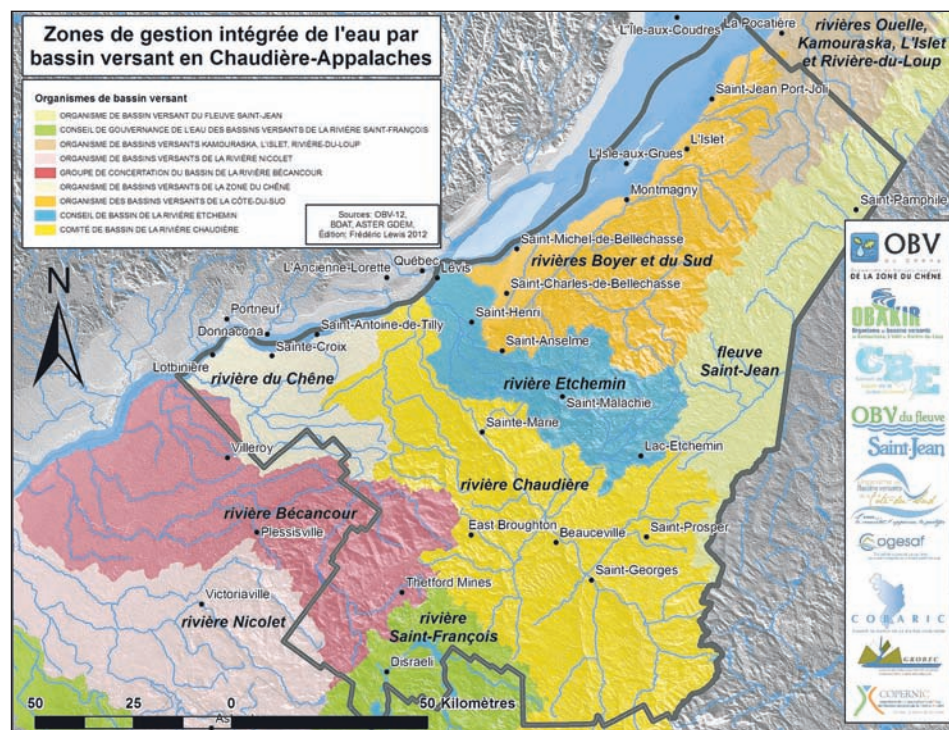 Zones de gestion intégrée de l'eau par
bassin versant en Chaudière-Appalaches
Organismes de bassin versant
ORGANISME DE BASSIN VERSANT DU FLEUVE SAINT-JEAN
CONSEIL DE GOUVERNANCE DE L'EAU DES BASSINS VERSANTS DE LA RIVIÈRE SAINT-FRANÇOIS
ORGANISME DE BASSINS VERSANTS KAMOURASKA, L'ISLET, RIVIÈRE-DU-LOUP
ORGANISME DE BASSINS VERSANTS DE LA RIVIÈRE NICOLET
GROUPE DE CONCERTATION DU BASSIN DE LA RIVIÈRE BÉCANCOUR
ORGANISME DE BASSINS VERSANTS DE LA ZONE DU CHÊNE
ORGANISME DES BASSINS VERSANTS DE LA CÔTE-DU-SUD
CONSEIL DE BASSIN DE LA RIVIÈRE ETCHEMIN
COMITÉ DE BASSIN DE LA RIVIÈRE CHAUDIÈRE
Sources: OBV-12,
BDAT, ASTER GDEM,
Édition; Frédéric Lewis 2012
L'Île-aux-Coudres
La Pocatière
rivières Ouelle,
Kamouraska, L'Islet
et Rivière-du-Loup
Saint-Jean Port-Joli
L'Islet
L'Isle-aux-Grues
Montmagny
Saint-Pamphile
Saint-Michel-de-Bellechasse
rivières Boyer et du Sud
Québec
L'Ancienne-Lorette
Lévis
Saint-Charles-de-Bellechasse
N
Portneuf
Saint-Henri
Donnacona
Saint-Antoine-de-Tilly
Saint-Anselme
Sainte-Croix
Lotbinière
rivière du Chêne
fleuve
Saint-Jean
rivière Etchemin
Saint-Malachie
Sainte-Marie
Villeroy
Lac-Etchemin
rivière Chaudière
rivière Bécancour
East Broughton
Beauceville
Saint-Prosper
Plessisville
Saint-Georges
Thetford Mines
Victoriaville
rivière Nicolet
rivière
Saint-François
Disraeli
50
25
0
50 Kilomètres
As
OBV
DU CHÊNE
DE LA ZONE DU CHÊNE
OBAKIR
CBE
OBV du fleuve
Saint-Jean
Côte-du-Sud
Cogesaf
COBARIC
GROBEC
COPERNIC